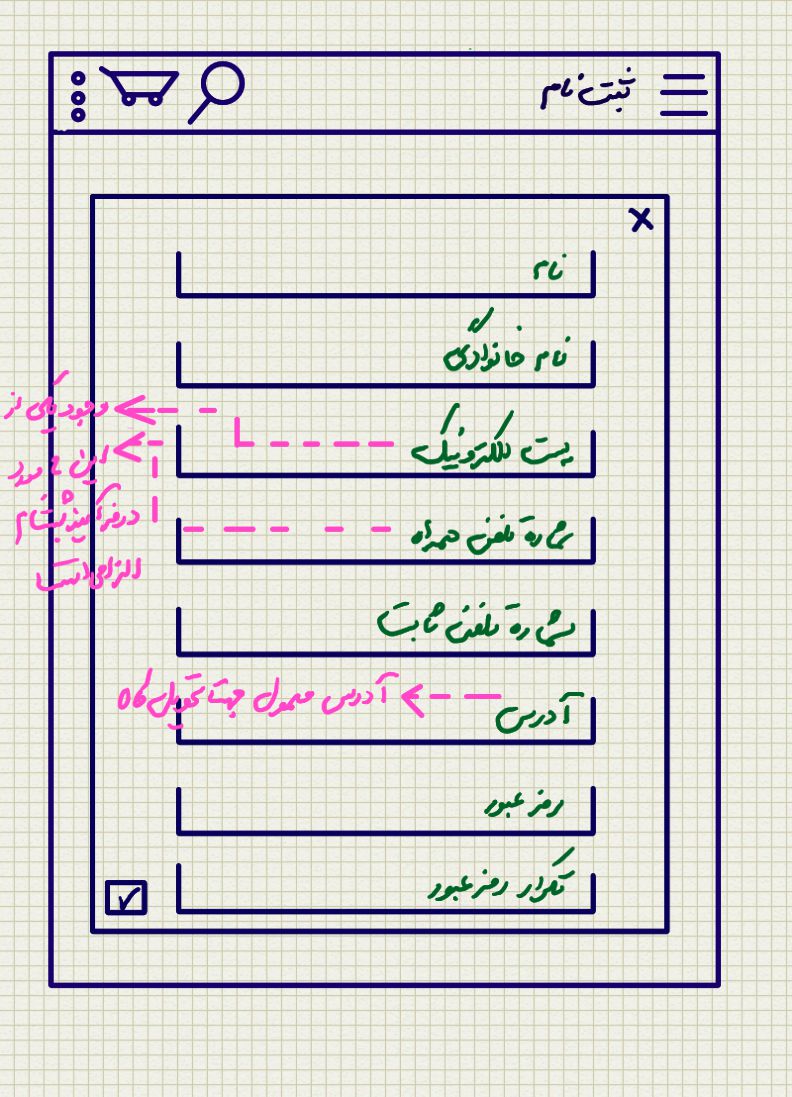 ثبت نام
نام
نام خانوادگی
پست الکترونیک
وجود یکی از
این ۲ مورد
در فرآیند ثبت نام
الزامی است
شماره تلفن همراه
شماره تلفن ثابت
آدرس
آدرس معمول جهت تحویل کالا
رمز عبور
تکرار رمز عبور